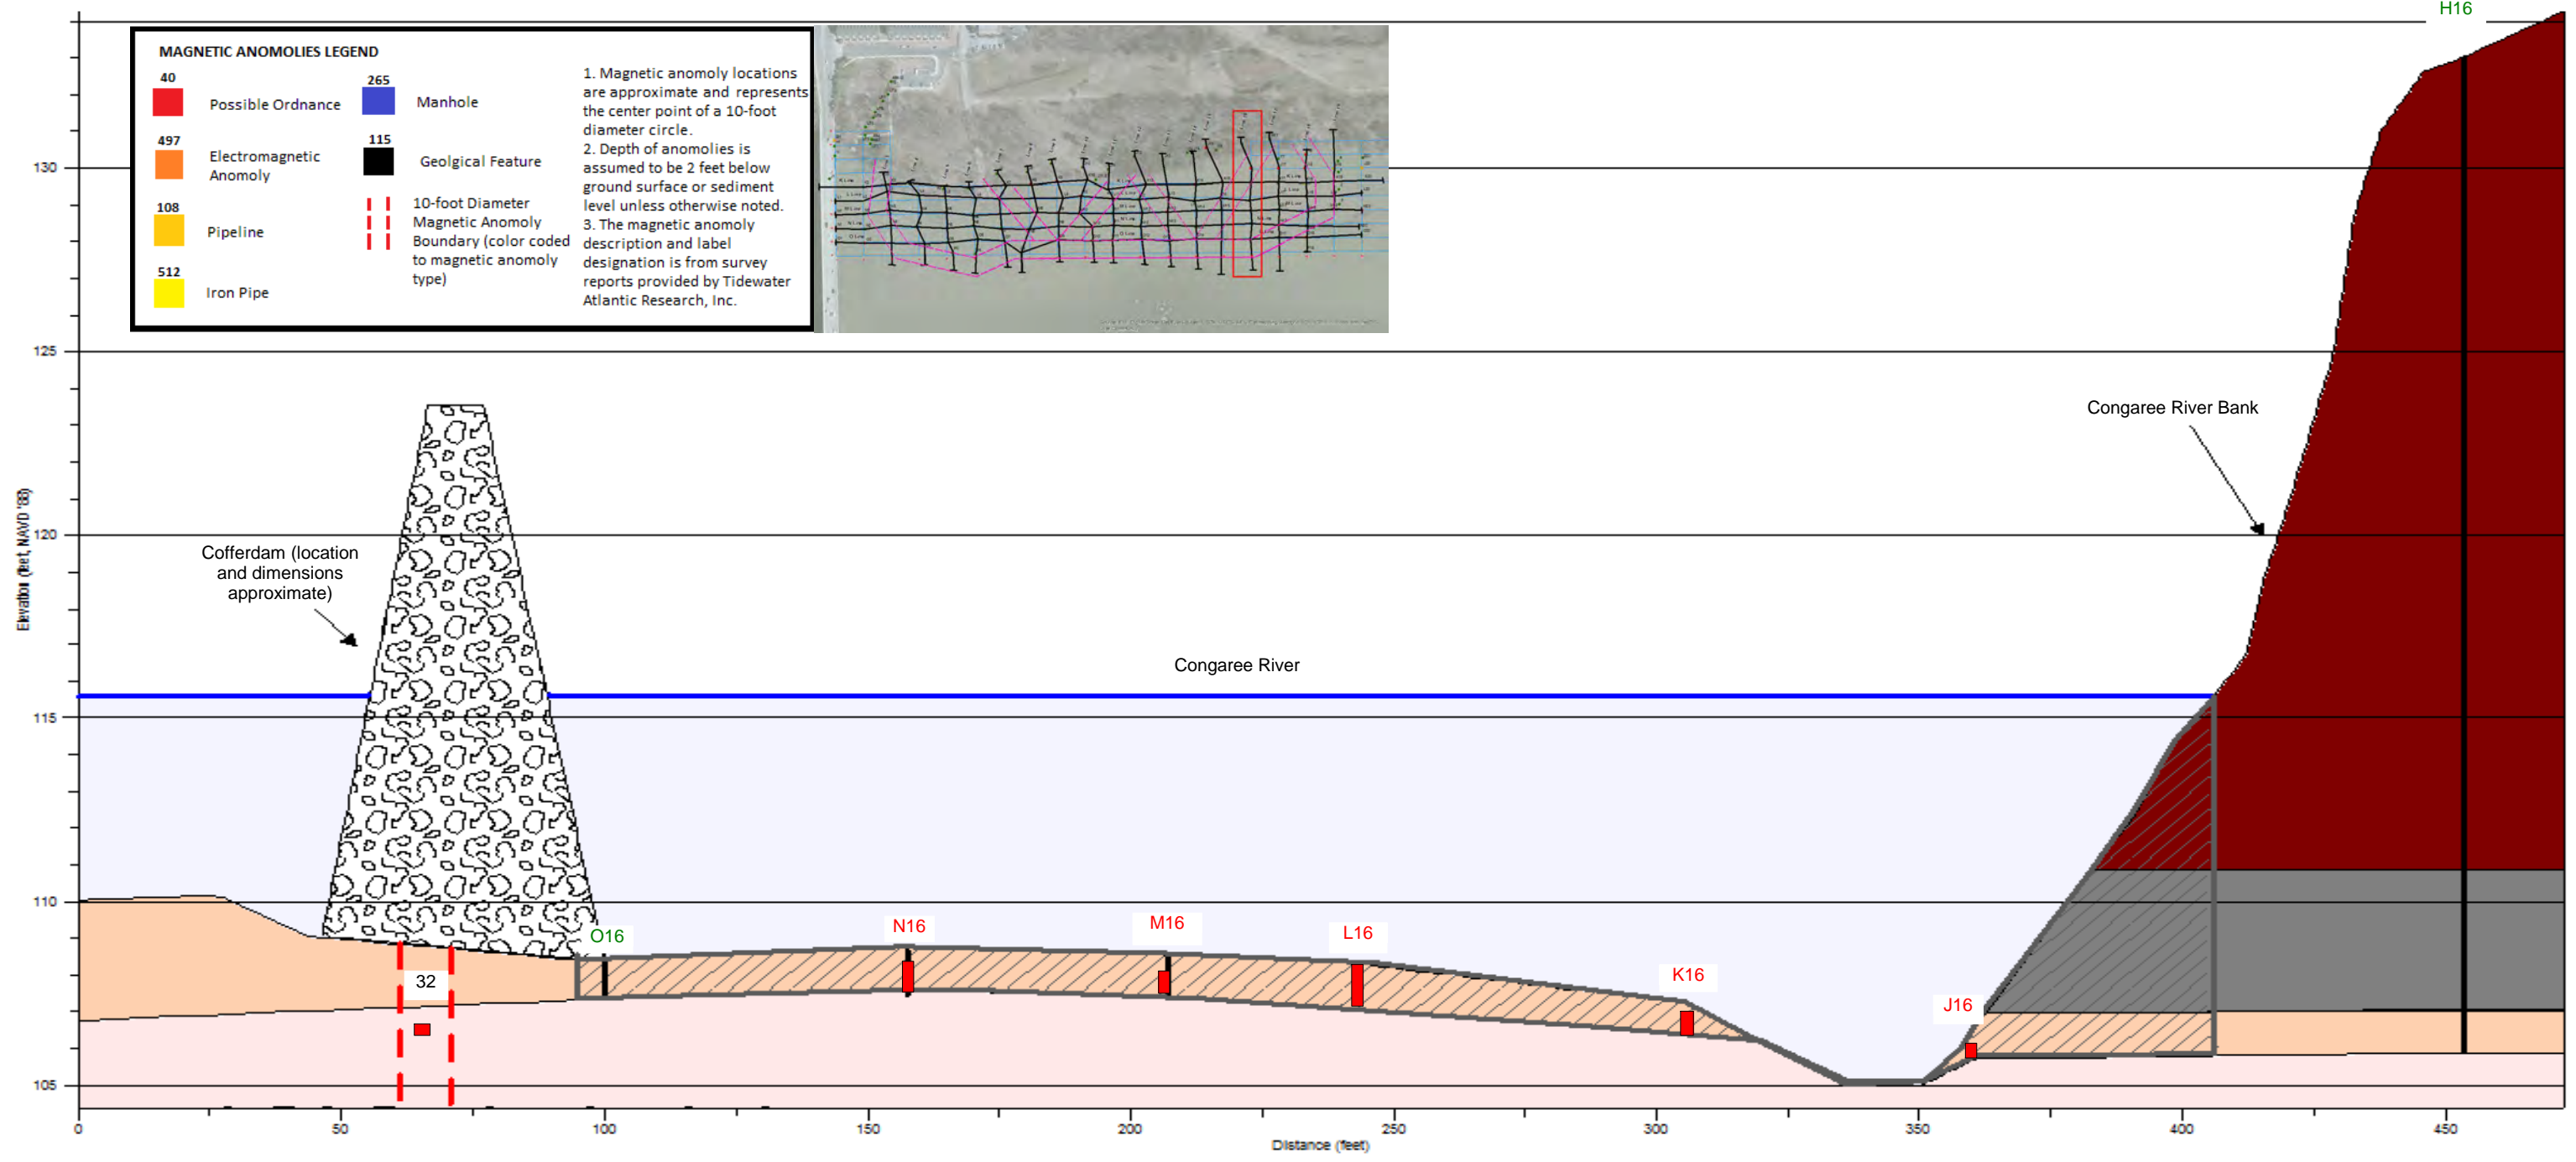 H16
MAGNETIC ANOMOLIES LEGEND
40
Possible Ordnance
497
Electromagnetic
Anomoly
108
Pipeline
512
Iron Pipe
265
Manhole
115
Geolgical Feature
10-foot Diameter
Magnetic Anomoly
Boundary (color coded
to magnetic anomoly
type)
1. Magnetic anomoly locations
are approximate and represents
the center point of a 10-foot
diameter circle.
2. Depth of anomolies is
assumed to be 2 feet below
ground surface or sediment
level unless otherwise noted.
3. The magnetic anomoly
description and label
designation is from survey
reports provided by Tidewater
Atlantic Research, Inc.
130
125
120
115
110
105
Elevation (feet, NAVD '88)
Congaree River Bank
Cofferdam (location
and dimensions
approximate)
Congaree River
O16
N16
M16
L16
K16
J16
32
0
50
100
150
200
250
300
350
400
450
Distance (feet)